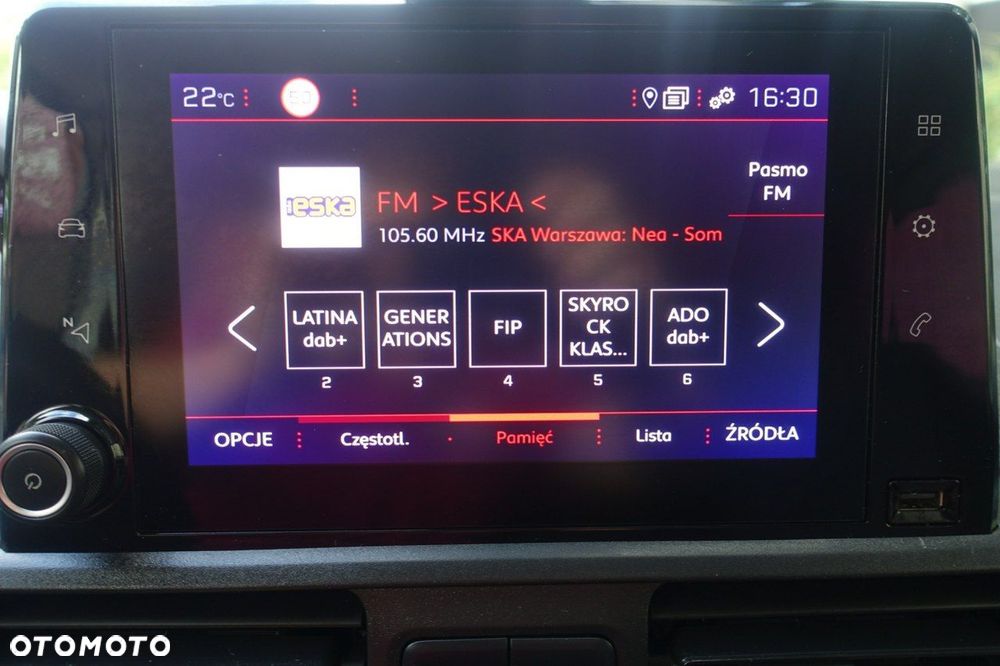 22°C 50 16:30
Pasmo
FM
eska
FM > ESKA <
105.60 MHz SKA Warszawa: Nea - Som
LATINA
dab+
GENER
ATIONS
FIP
SKYRO
CK
KLAS...
ADO
dab+
2 3 4 5 6
OPCJE Częstotl. Pamięć Lista ŹRÓDŁA
N
OTOMOTO